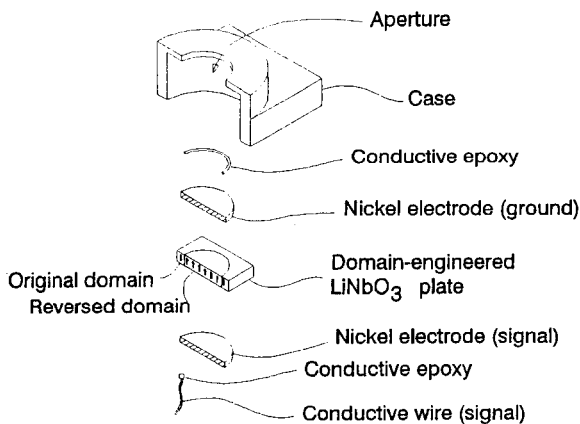 Aperture
Case
Conductive epoxy
Nickel electrode (ground)
Original domain
Reversed domain
Domain-engineered
LiNbO₃ plate
Nickel electrode (signal)
Conductive epoxy
Conductive wire (signal)